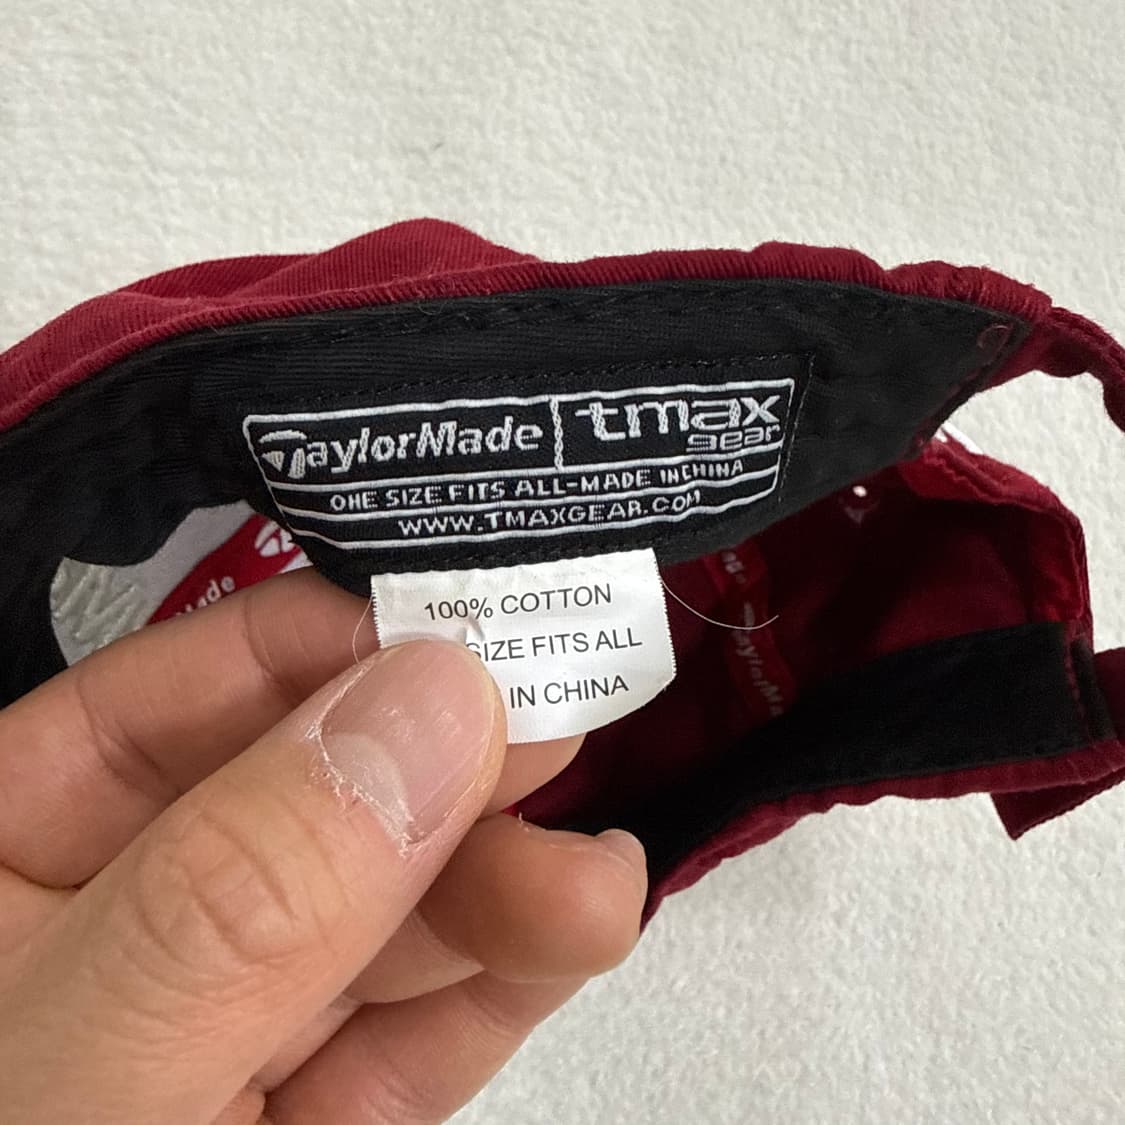 TaylorMade tmax gear
ONE SIZE FITS ALL-MADE IN CHINA
WWW.TMAXGEAR.COM
100% COTTON
SIZE FITS ALL
IN CHINA
TaylorMa